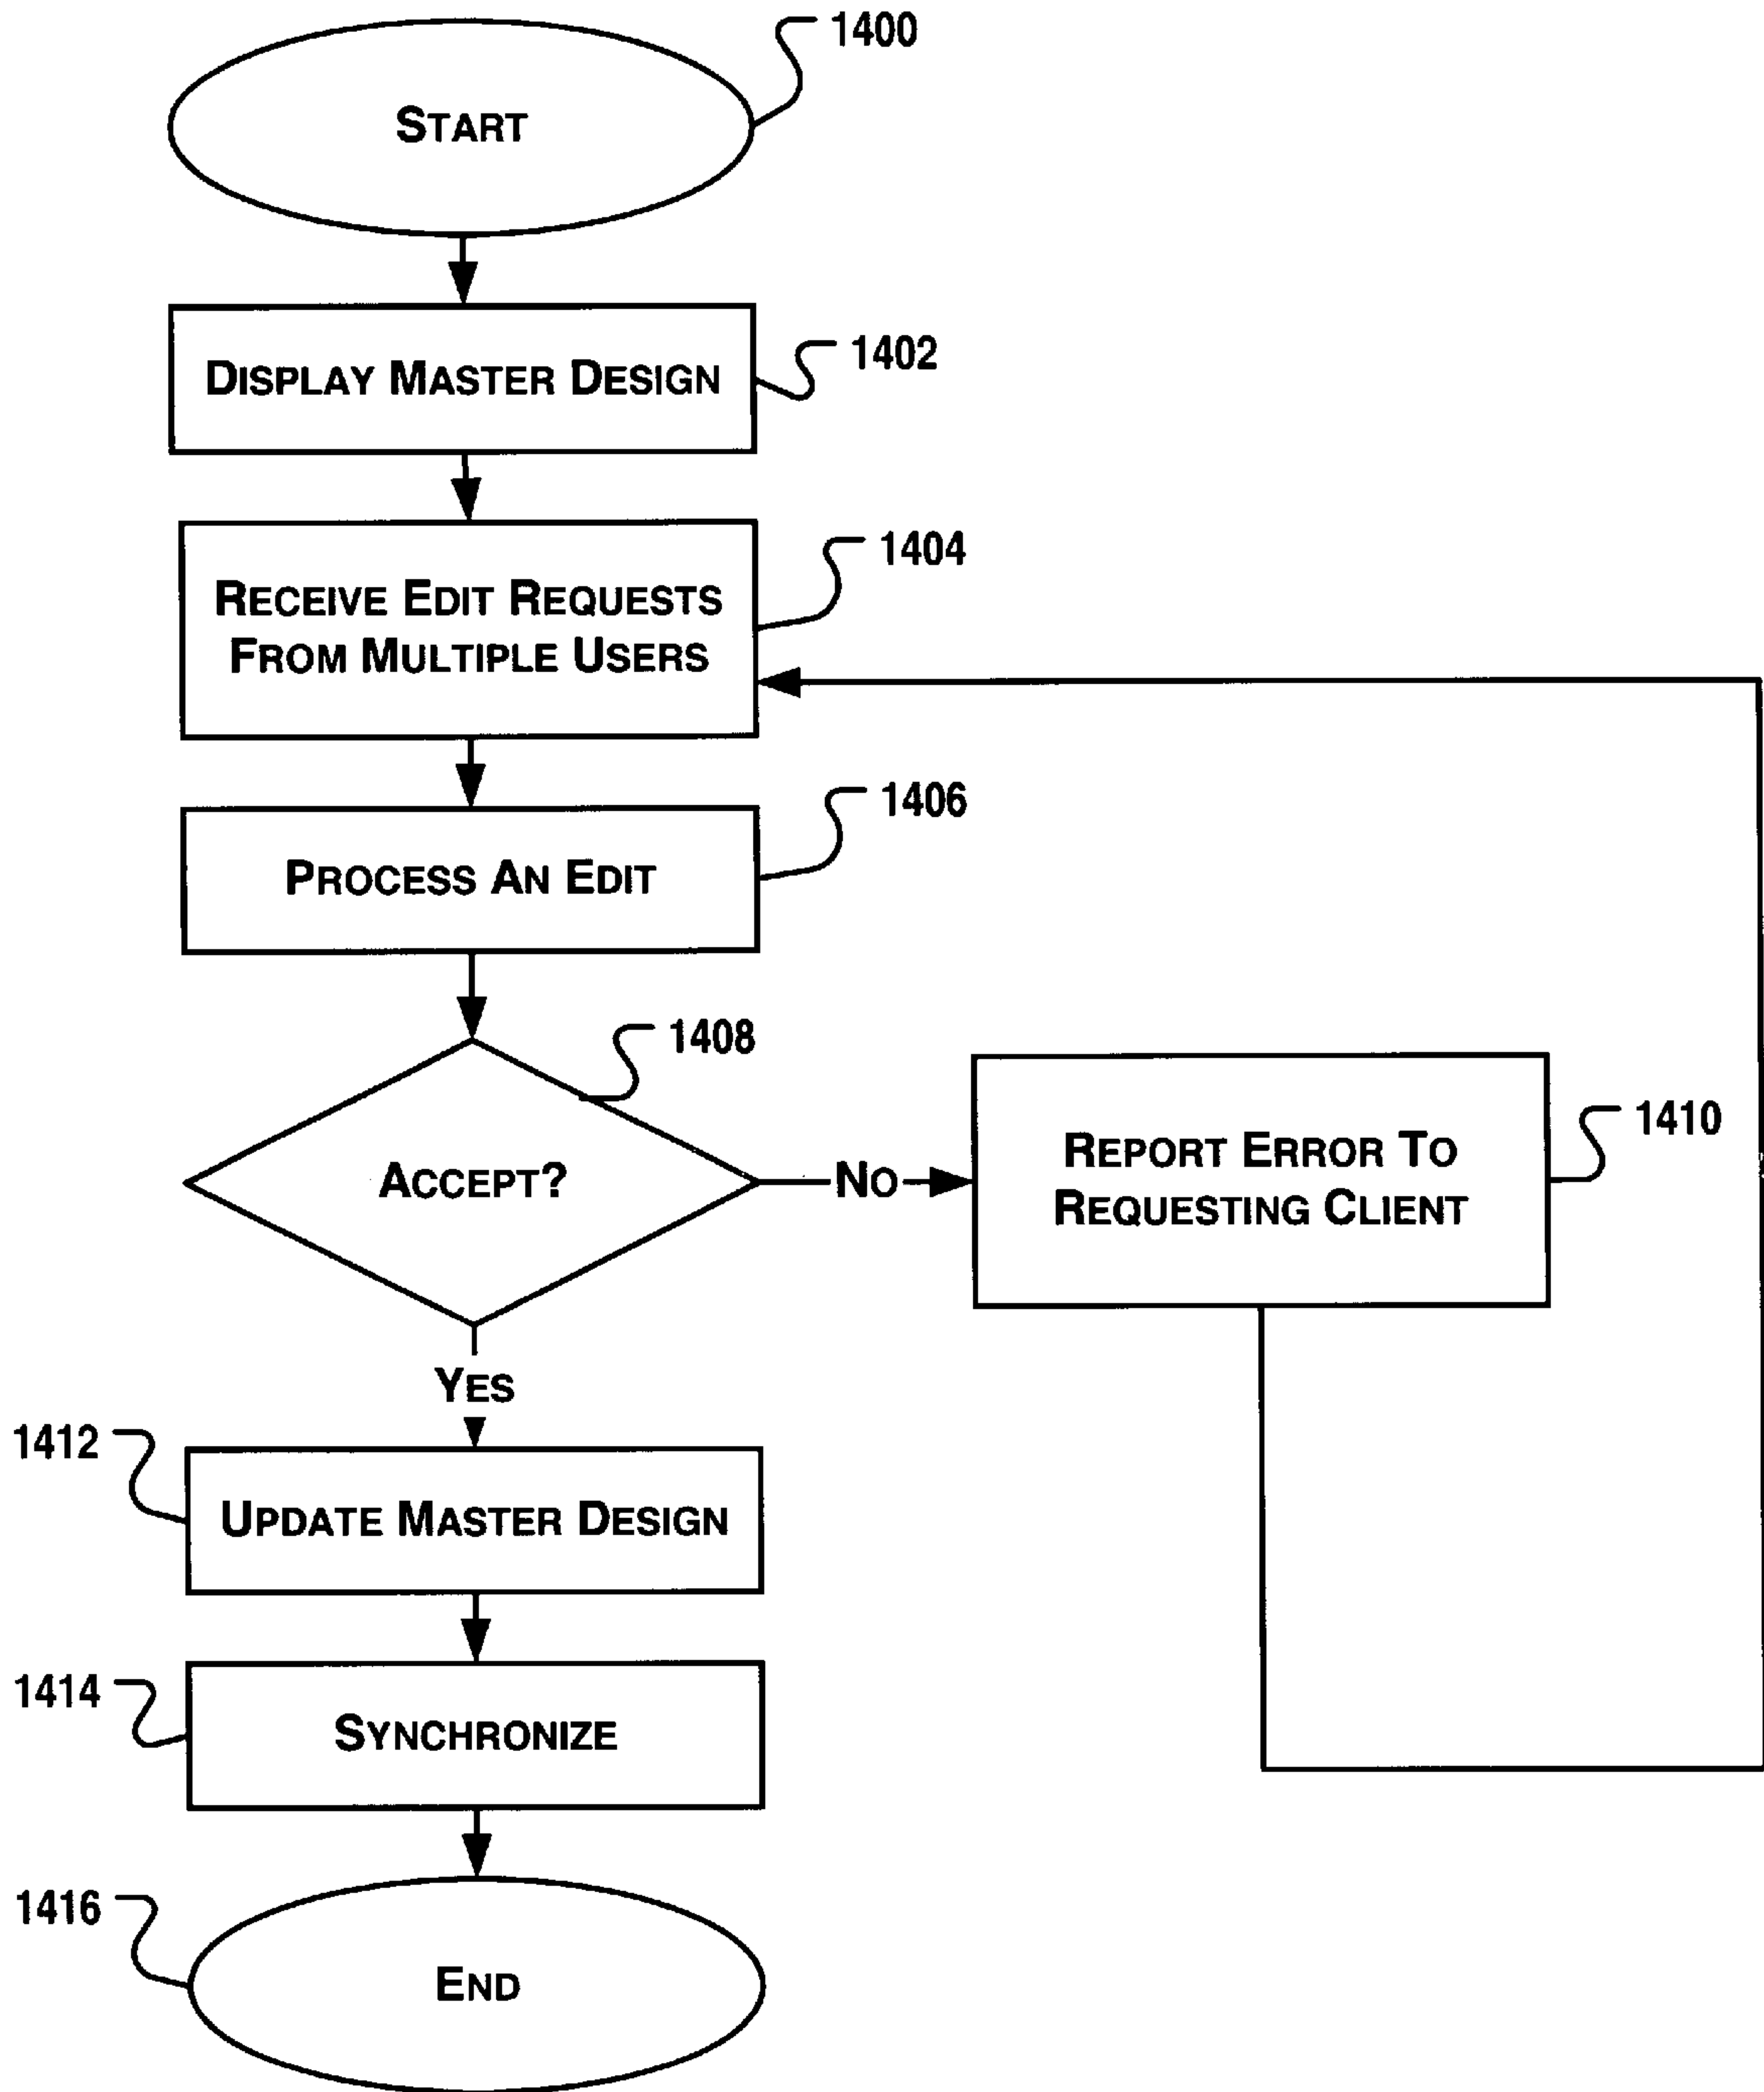 1400
START
1402
DISPLAY MASTER DESIGN
1404
RECEIVE EDIT REQUESTS
FROM MULTIPLE USERS
1406
PROCESS AN EDIT
1408
ACCEPT?
NO
REPORT ERROR TO
REQUESTING CLIENT
1410
YES
1412
UPDATE MASTER DESIGN
1414
SYNCHRONIZE
1416
END